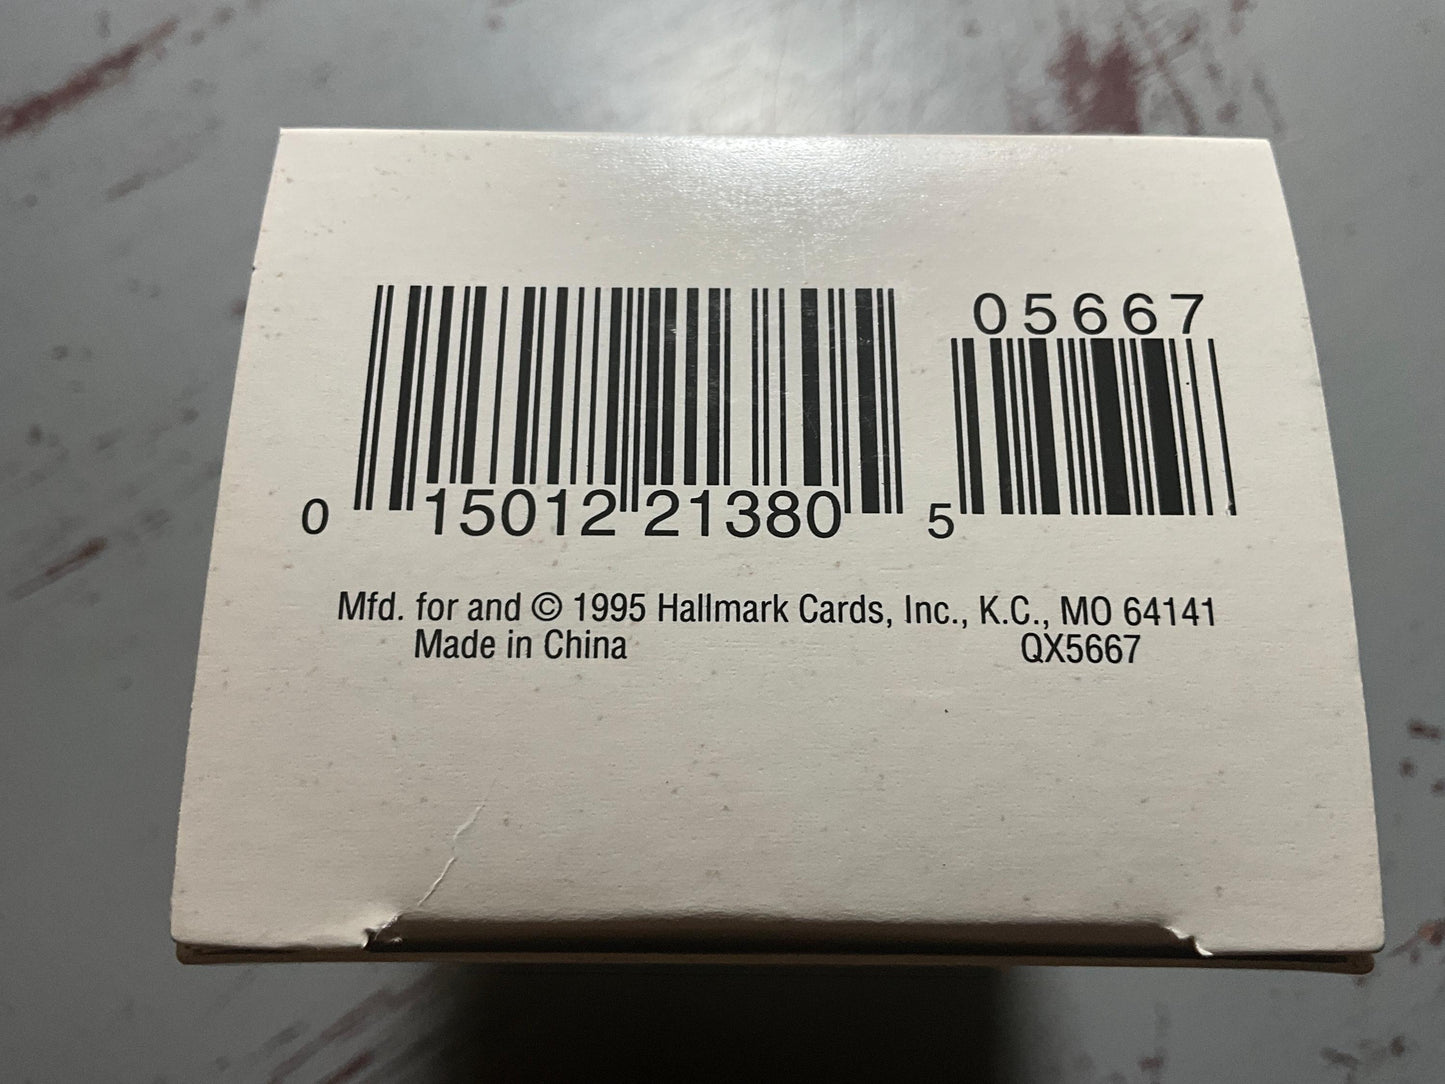 05667
0 15012 21380 5
Mfd. for and © 1995 Hallmark Cards, Inc., K.C., MO 64141
Made in China QX5667